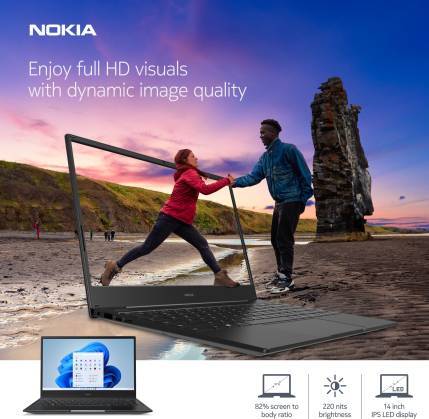 NOKIA
Enjoy full HD visuals
with dynamic image quality
NOKIA
LED
82% screen to
body ratio
220 nits
brightness
14 inch
IPS LED display